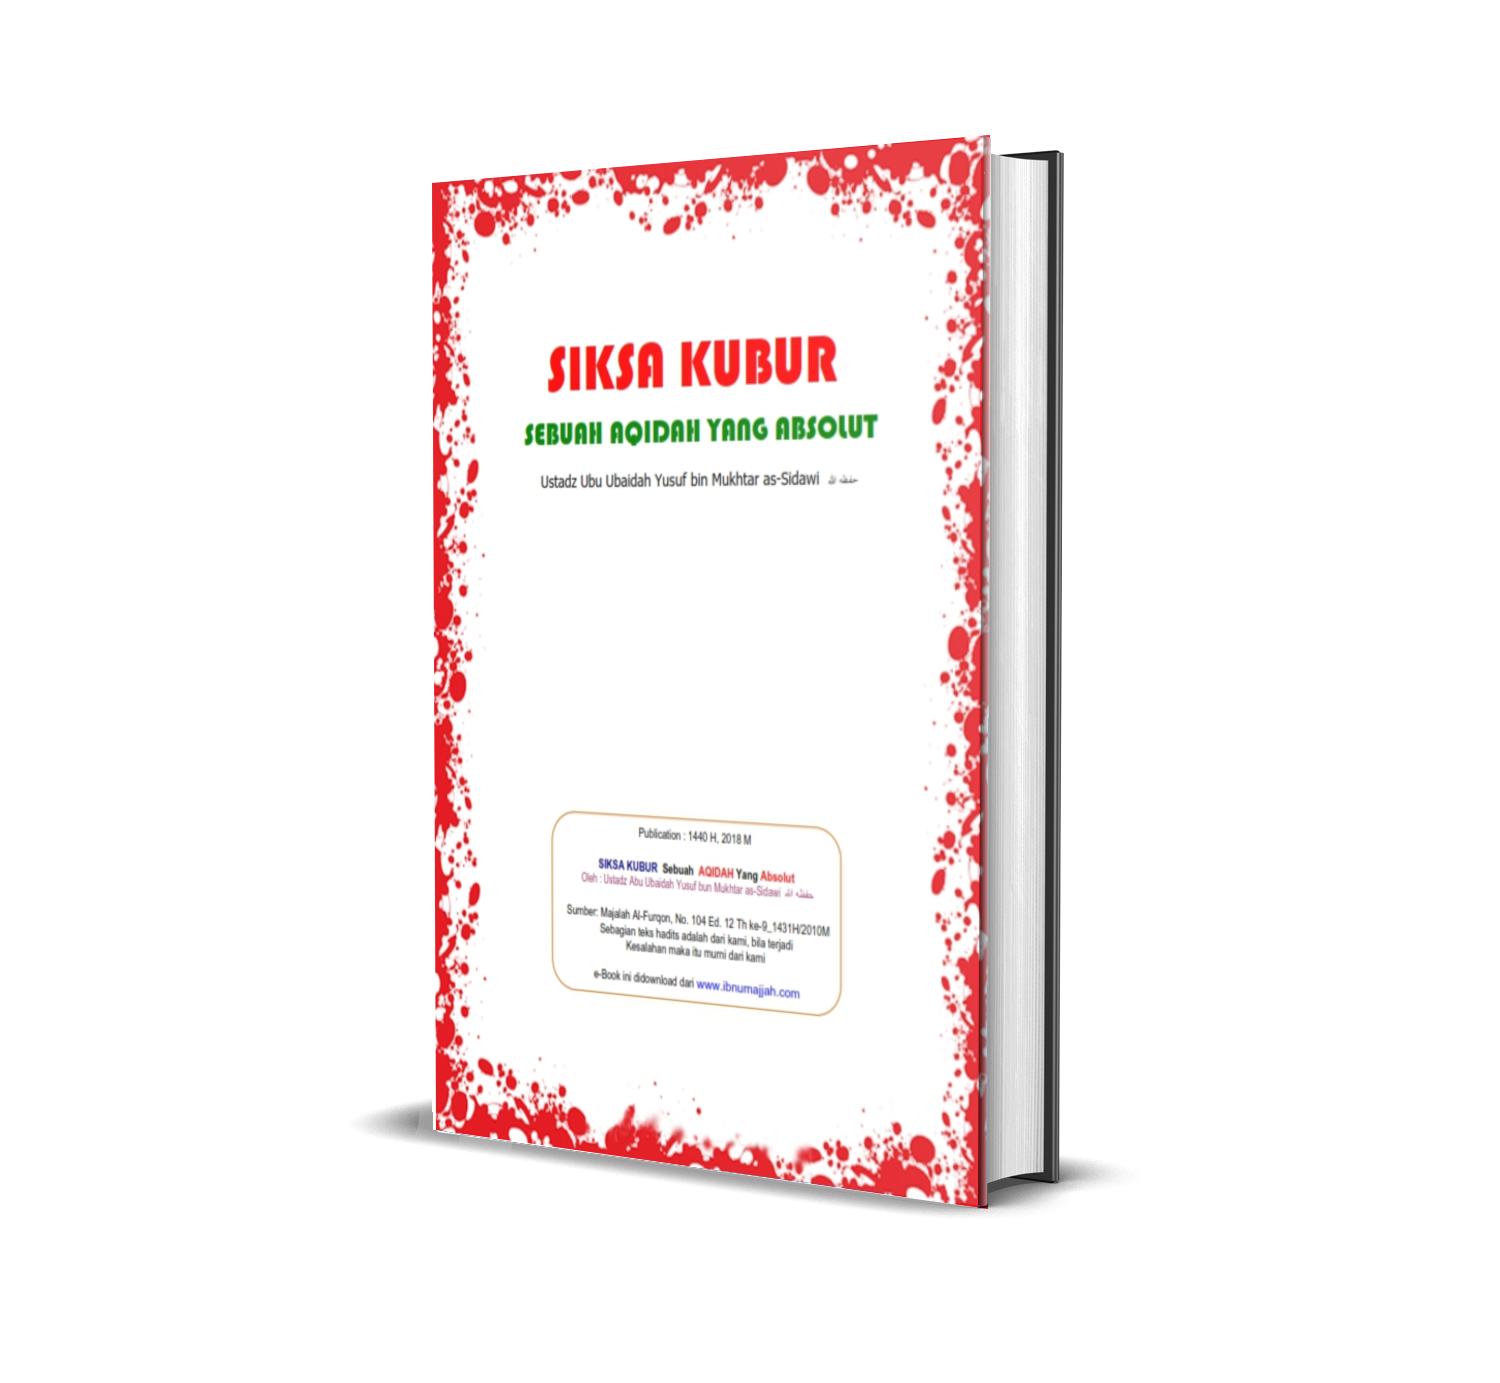 SIKSA KUBUR
SEBUAH AQIDAH YANG ABSOLUT
Ustadz Ubu Ubaidah Yusuf bin Mukhtar as-Sidawi حفظه الله
Publication : 1440 H, 2018 M
SIKSA KUBUR Sebuah AQIDAH Yang Absolut
Oleh : Ustadz Abu Ubaidah Yusuf bun Mukhtar as-Sidawi حفظه الله
Sumber: Majalah Al-Furqon, No. 104 Ed. 12 Th ke-9_1431H/2010M
Sebagian teks hadits adalah dari kami, bila terjadi
Kesalahan maka itu murni dari kami
e-Book ini didownload dari www.ibnumajjah.com